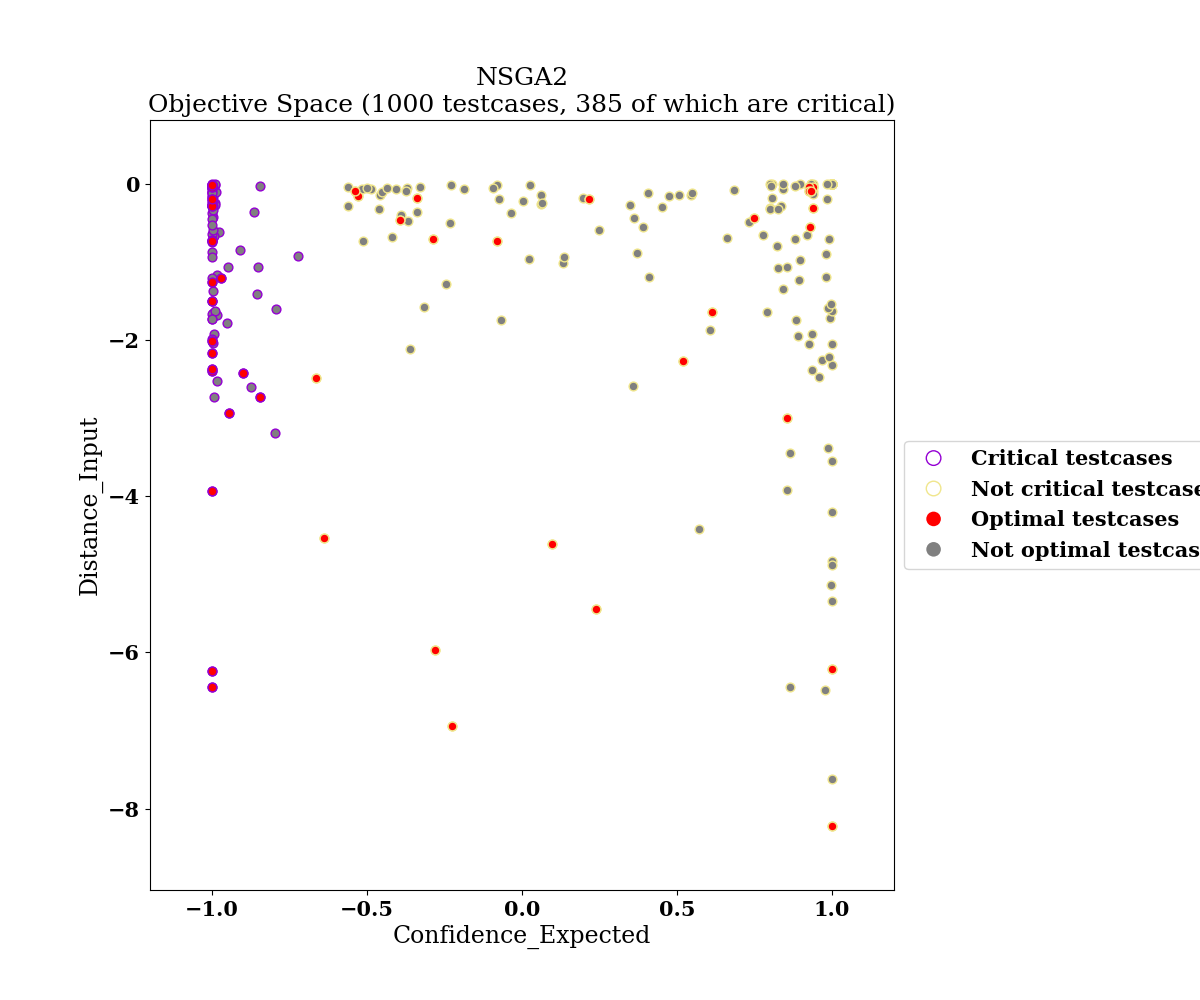 NSGA2
Objective Space (1000 testcases, 385 of which are critical)
0
−2
−4
−6
−8
Distance_Input
−1.0
−0.5
0.0
0.5
1.0
Confidence_Expected
Critical testcases
Not critical testcase
Optimal testcases
Not optimal testcas